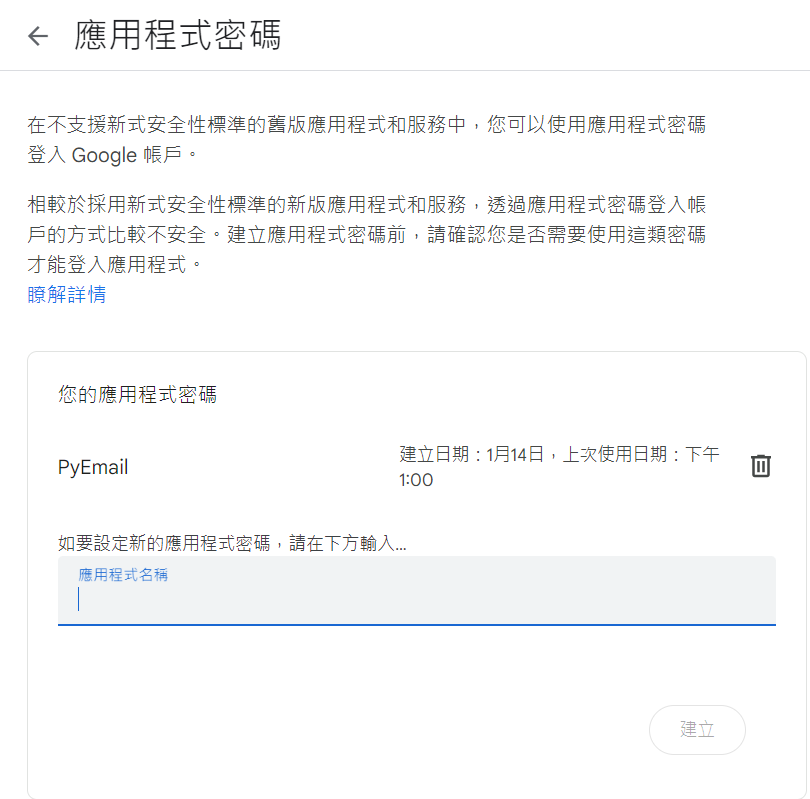 應用程式密碼
在不支援新式安全性標準的舊版應用程式和服務中，您可以使用應用程式密碼
登入 Google 帳戶。
相較於採用新式安全性標準的新版應用程式和服務，透過應用程式密碼登入帳
戶的方式比較不安全。建立應用程式密碼前，請確認您是否需要使用這類密碼
才能登入應用程式。
瞭解詳情
您的應用程式密碼
PyEmail
建立日期：1月14日，上次使用日期：下午
1:00
如要設定新的應用程式密碼，請在下方輸入...
應用程式名稱
建立